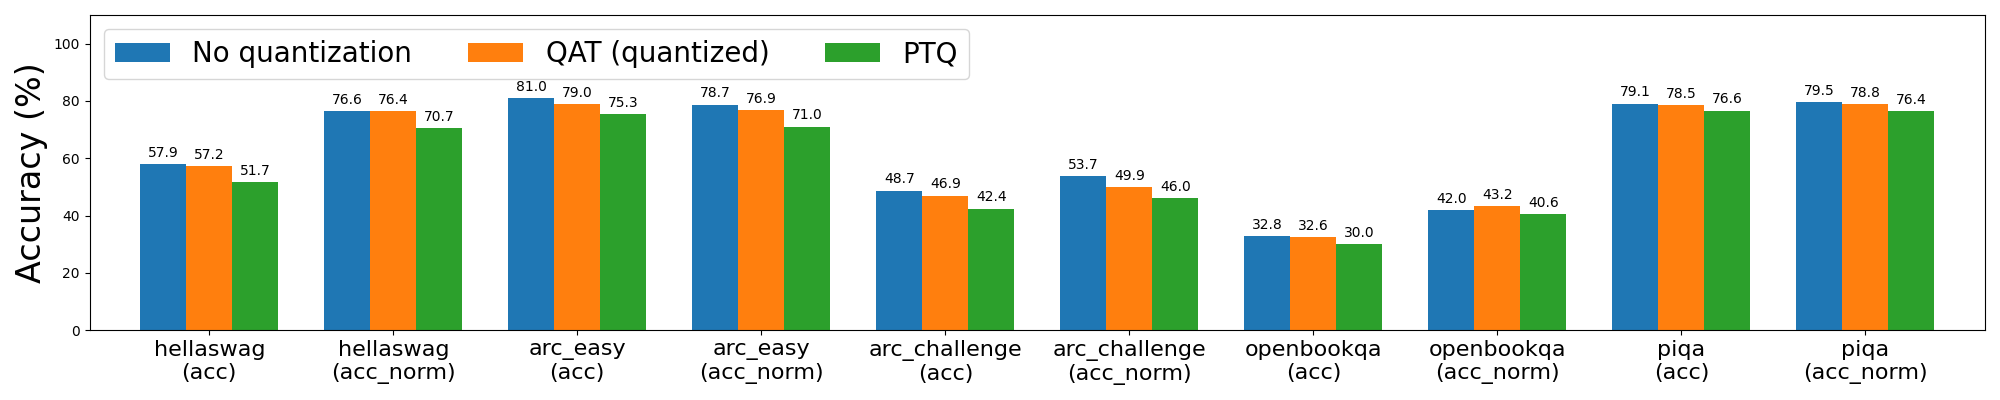 Accuracy (%)
100
80
60
40
20
0
No quantization QAT (quantized) PTQ
57.9 57.2 51.7
76.6 76.4 70.7
81.0 79.0 75.3
78.7 76.9 71.0
48.7 46.9 42.4
53.7 49.9 46.0
32.8 32.6 30.0
42.0 43.2 40.6
79.1 78.5 76.6
79.5 78.8 76.4
hellaswag
(acc)
hellaswag
(acc_norm)
arc_easy
(acc)
arc_easy
(acc_norm)
arc_challenge
(acc)
arc_challenge
(acc_norm)
openbookqa
(acc)
openbookqa
(acc_norm)
piqa
(acc)
piqa
(acc_norm)